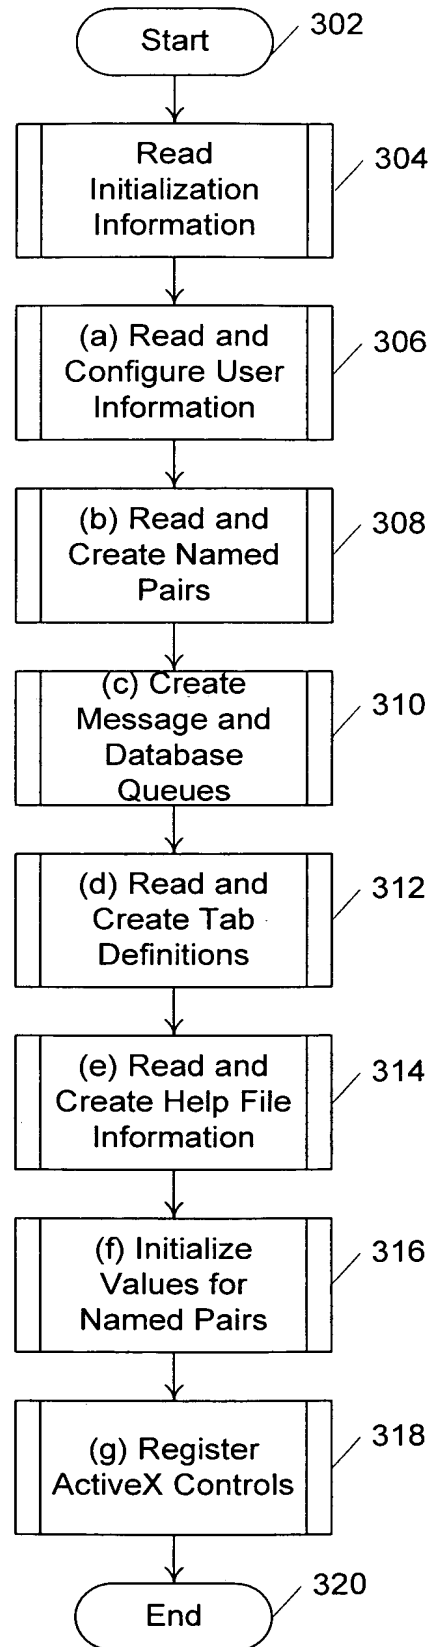 Start
302
Read
Initialization
Information
304
(a) Read and
Configure User
Information
306
(b) Read and
Create Named
Pairs
308
(c) Create
Message and
Database
Queues
310
(d) Read and
Create Tab
Definitions
312
(e) Read and
Create Help File
Information
314
(f) Initialize
Values for
Named Pairs
316
(g) Register
ActiveX Controls
318
End
320